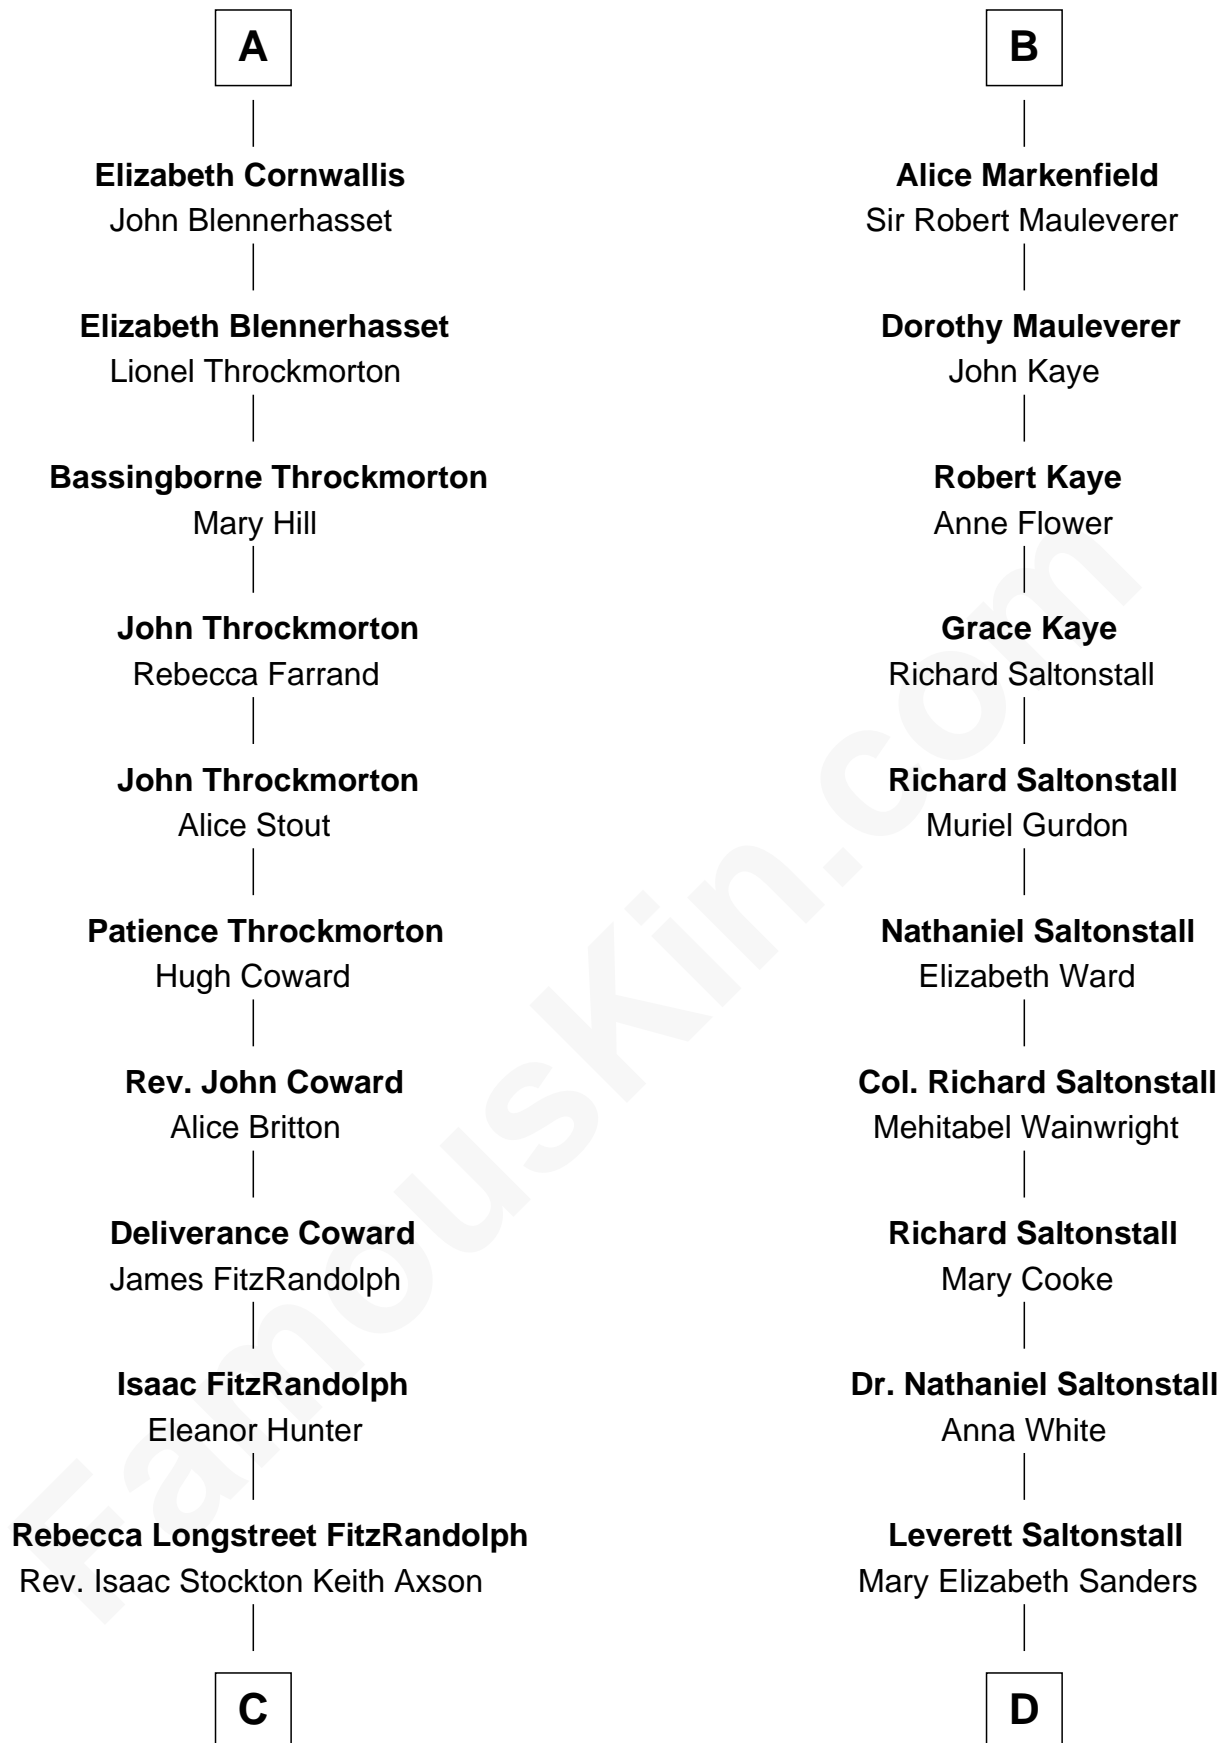 A
Elizabeth Cornwallis
John Blennerhasset
Elizabeth Blennerhasset
Lionel Throckmorton
Bassingborne Throckmorton
Mary Hill
John Throckmorton
Rebecca Farrand
John Throckmorton
Alice Stout
Patience Throckmorton
Hugh Coward
Rev. John Coward
Alice Britton
Deliverance Coward
James FitzRandolph
Isaac FitzRandolph
Eleanor Hunter
Rebecca Longstreet FitzRandolph
Rev. Isaac Stockton Keith Axson
C
B
Alice Markenfield
Sir Robert Mauleverer
Dorothy Mauleverer
John Kaye
Robert Kaye
Anne Flower
Grace Kaye
Richard Saltonstall
Richard Saltonstall
Muriel Gurdon
Nathaniel Saltonstall
Elizabeth Ward
Col. Richard Saltonstall
Mehitabel Wainwright
Richard Saltonstall
Mary Cooke
Dr. Nathaniel Saltonstall
Anna White
Leverett Saltonstall
Mary Elizabeth Sanders
D
FamousKin.com